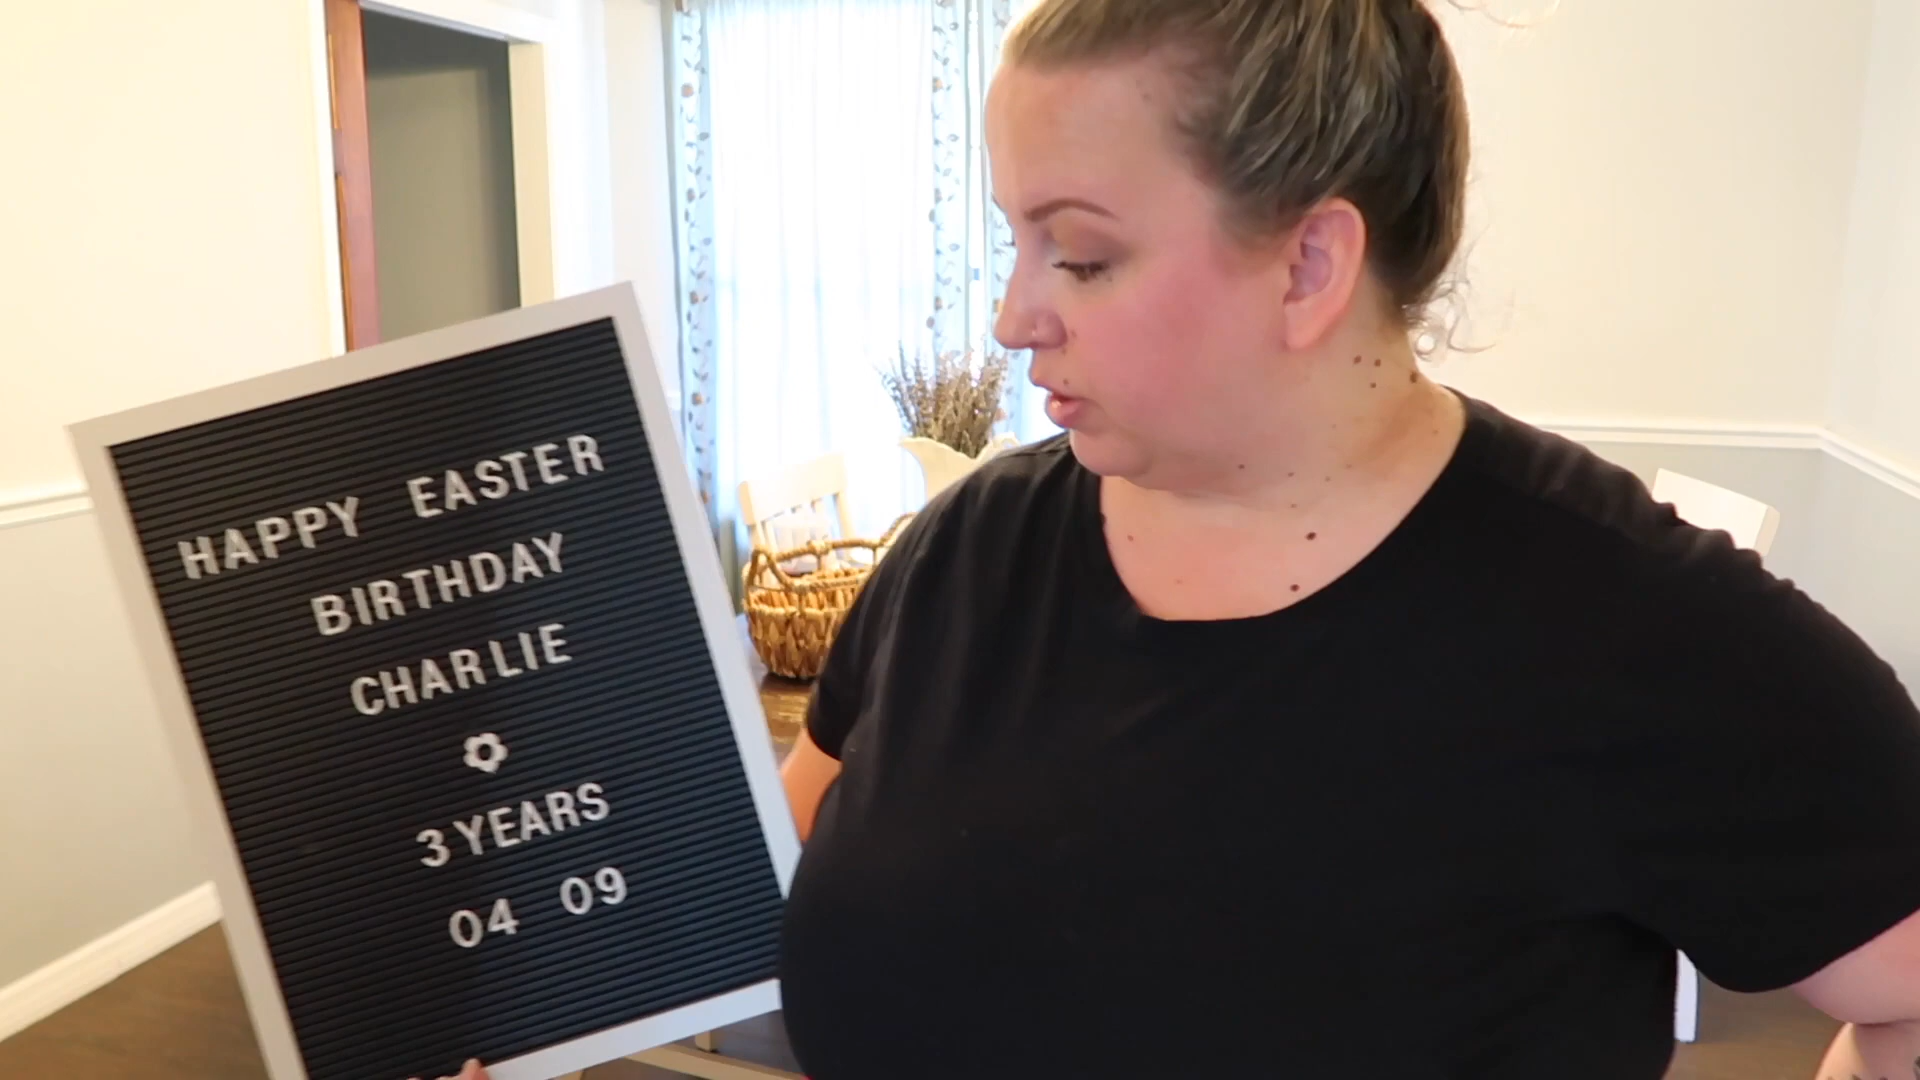 HAPPY EASTER
BIRTHDAY
CHARLIE
3 YEARS
04 09